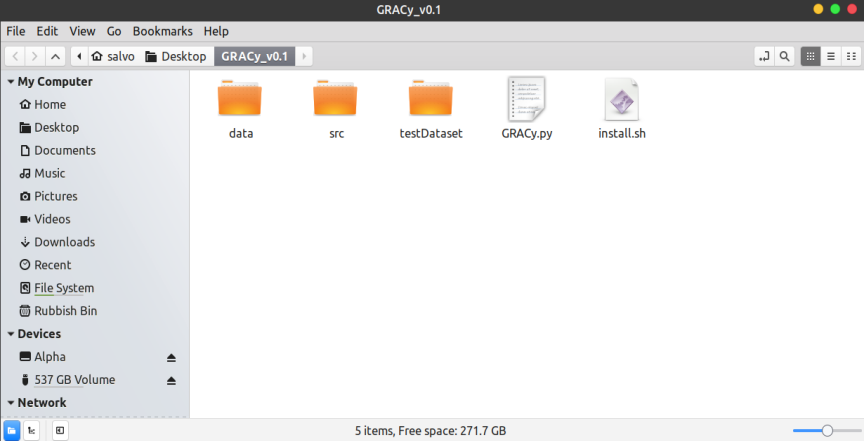 GRACy_v0.1
File Edit View Go Bookmarks Help
salvo Desktop GRACy_v0.1
My Computer
Home
Desktop
Documents
Music
Pictures
Videos
Downloads
Recent
File System
Rubbish Bin
Devices
Alpha
537 GB Volume
Network
data src testDataset GRACy.py install.sh
5 items, Free space: 271.7 GB